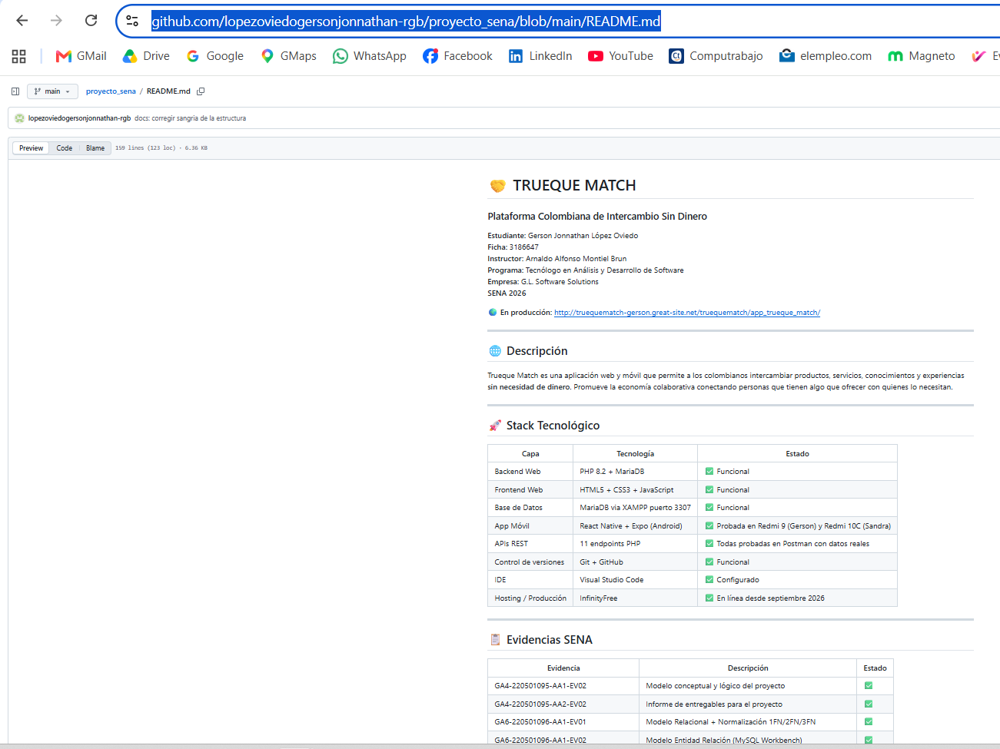 github.com/lopezoviedogersonjonnathan-rgb/proyecto_sena/blob/main/README.md
GMail Drive Google GMaps WhatsApp Facebook LinkedIn YouTube Computrabajo elempleo.com Magneto Ev
main proyecto_sena / README.md
lopezoviedogersonjonnathan-rgb docs: corregir sangria de la estructura
Preview Code Blame 159 lines (123 loc) · 6.36 KB
TRUEQUE MATCH
Plataforma Colombiana de Intercambio Sin Dinero
Estudiante: Gerson Jonnathan López Oviedo
Ficha: 3186647
Instructor: Arnaldo Alfonso Montiel Brun
Programa: Tecnólogo en Análisis y Desarrollo de Software
Empresa: G.L. Software Solutions
SENA 2026
En producción: http://truequematch-gerson.great-site.net/truequematch/app_trueque_match/
Descripción
Trueque Match es una aplicación web y móvil que permite a los colombianos intercambiar productos, servicios, conocimientos y experiencias
sin necesidad de dinero. Promueve la economía colaborativa conectando personas que tienen algo que ofrecer con quienes lo necesitan.
Stack Tecnológico
Capa Tecnología Estado
Backend Web PHP 8.2 + MariaDB Funcional
Frontend Web HTML5 + CSS3 + JavaScript Funcional
Base de Datos MariaDB via XAMPP puerto 3307 Funcional
App Móvil React Native + Expo (Android) Probada en Redmi 9 (Gerson) y Redmi 10C (Sandra)
APIs REST 11 endpoints PHP Todas probadas en Postman con datos reales
Control de versiones Git + GitHub Funcional
IDE Visual Studio Code Configurado
Hosting / Producción InfinityFree En línea desde septiembre 2026
Evidencias SENA
Evidencia Descripción Estado
GA4-220501095-AA1-EV02 Modelo conceptual y lógico del proyecto
GA4-220501095-AA2-EV02 Informe de entregables para el proyecto
GA6-220501096-AA1-EV01 Modelo Relacional + Normalización 1FN/2FN/3FN
GA6-220501096-AA1-EV02 Modelo Entidad Relación (MySQL Workbench)